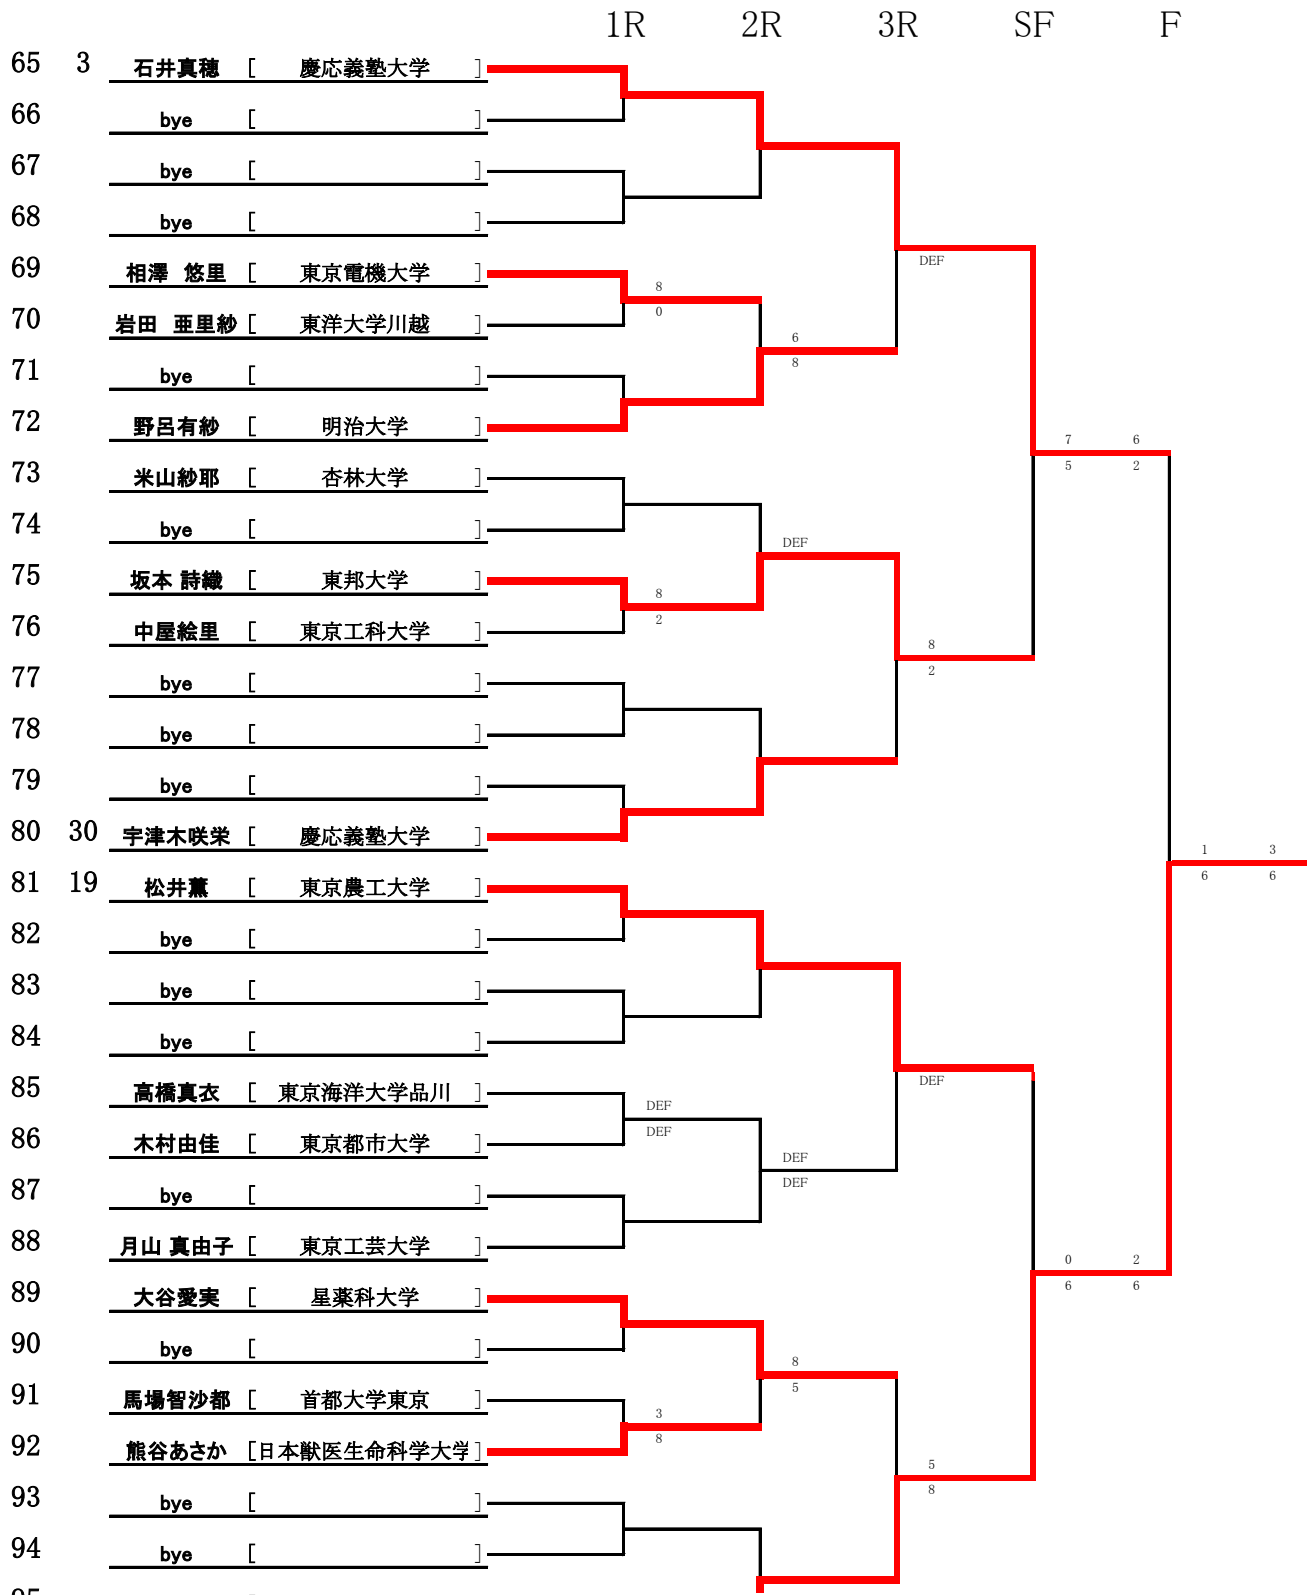 1R 2R 3R SF F
65 3 石井真穂 [ 慶応義塾大学 ]
66 bye [ ]
67 bye [ ]
68 bye [ ]
DEF
69 相澤 悠里 [ 東京電機大学 ]
8
0
70 岩田 亜里紗 [ 東洋大学川越 ]
6
8
71 bye [ ]
72 野呂有紗 [ 明治大学 ]
7 6
5 2
73 米山紗耶 [ 杏林大学 ]
74 bye [ ]
DEF
75 坂本 詩織 [ 東邦大学 ]
8
2
76 中屋絵里 [ 東京工科大学 ]
8
2
77 bye [ ]
78 bye [ ]
79 bye [ ]
80 30 宇津木咲栄 [ 慶応義塾大学 ]
1 3
6 6
81 19 松井薫 [ 東京農工大学 ]
82 bye [ ]
83 bye [ ]
84 bye [ ]
DEF
85 高橋真衣 [ 東京海洋大学品川 ]
DEF
DEF
86 木村由佳 [ 東京都市大学 ]
DEF
DEF
87 bye [ ]
88 月山 真由子 [ 東京工芸大学 ]
0 2
6 6
89 大谷愛実 [ 星薬科大学 ]
90 bye [ ]
8
5
91 馬場智沙都 [ 首都大学東京 ]
3
8
92 熊谷あさか [日本獣医生命科学大学]
5
8
93 bye [ ]
94 bye [ ]